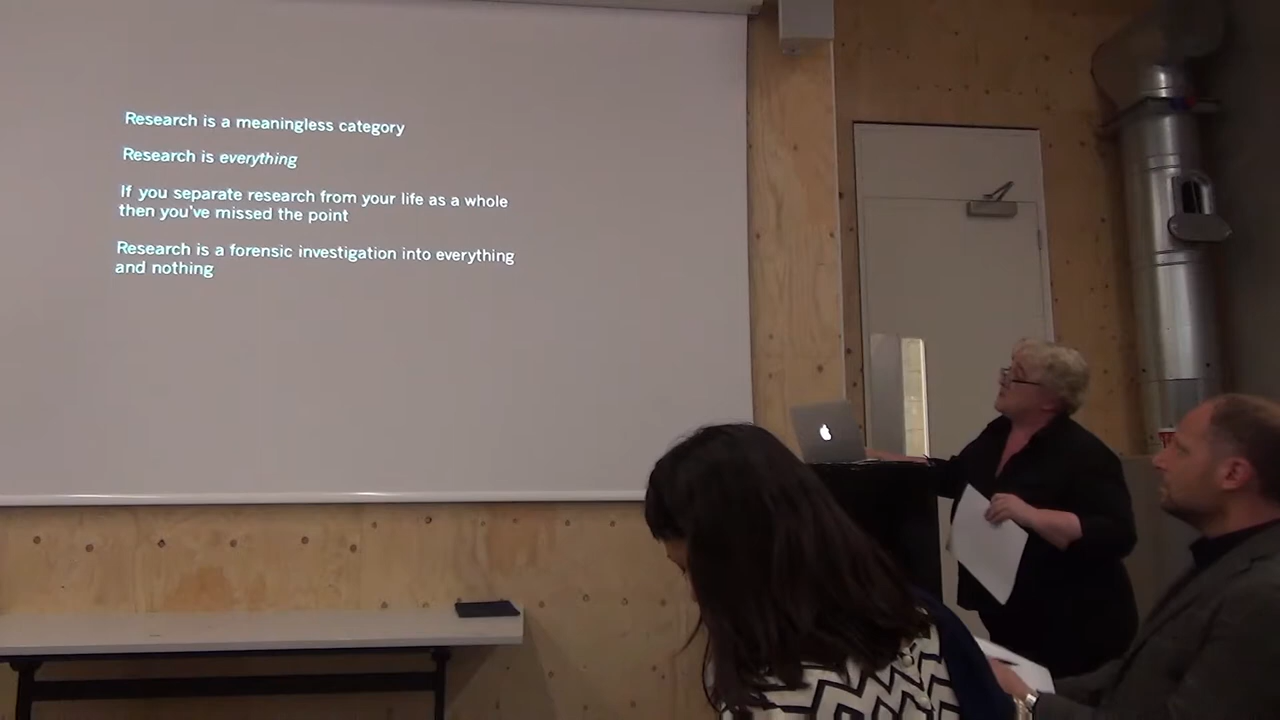 Research is a meaningless category
Research is everything
If you separate research from your life as a whole
then you've missed the point
Research is a forensic investigation into everything
and nothing